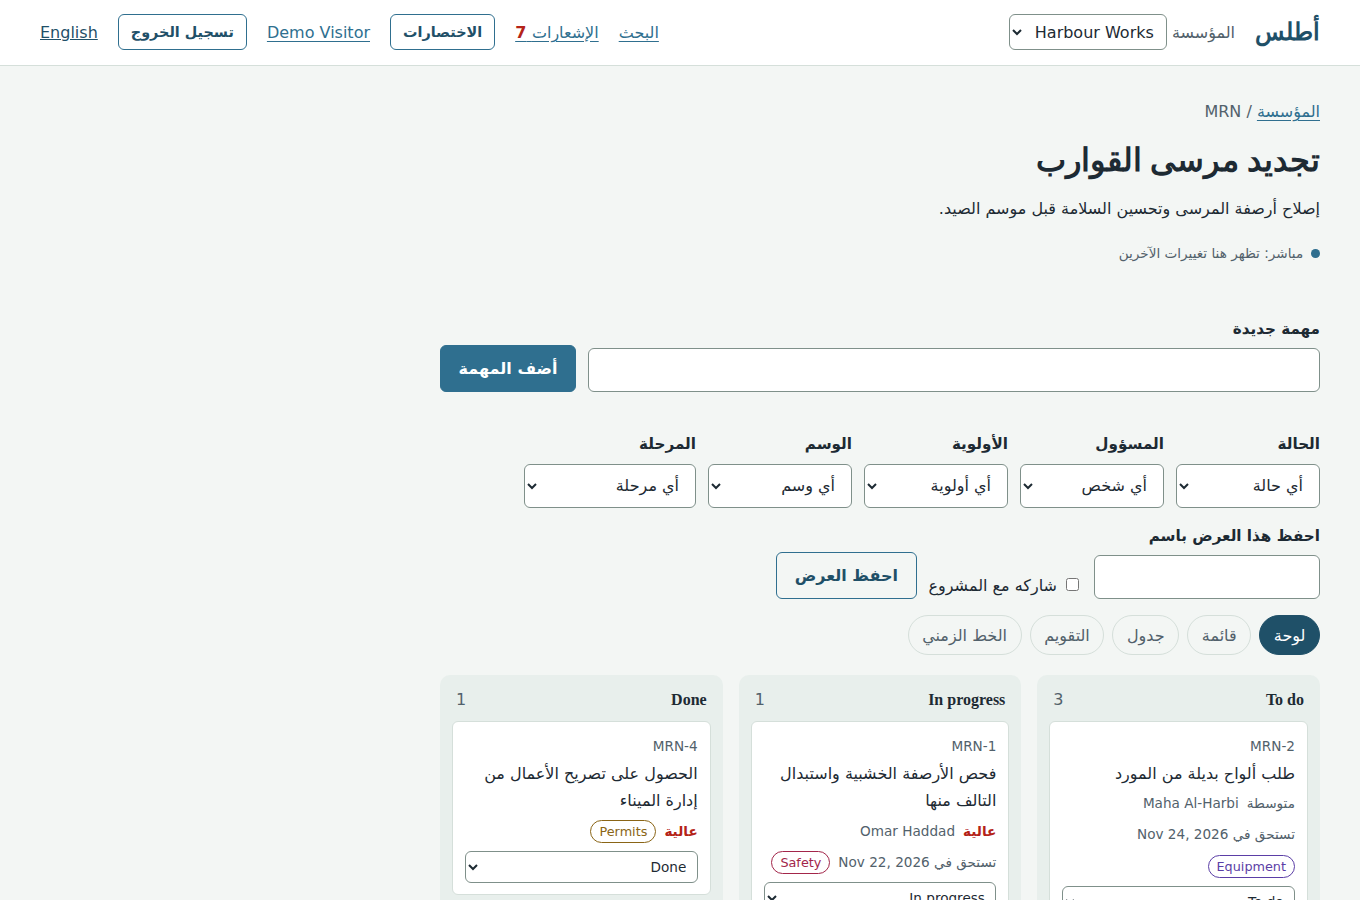 أطلس المؤسسة Harbour Works البحث الإشعارات 7 الاختصارات Demo Visitor تسجيل الخروج English
المؤسسة / MRN
تجديد مرسى القوارب
إصلاح أرصفة المرسى وتحسين السلامة قبل موسم الصيد.
مباشر: تظهر هنا تغييرات الآخرين
مهمة جديدة
أضف المهمة
الحالة المسؤول الأولوية الوسم المرحلة
أي حالة أي شخص أي أولوية أي وسم أي مرحلة
احفظ هذا العرض باسم
شاركه مع المشروع احفظ العرض
لوحة قائمة جدول التقويم الخط الزمني
To do 3
MRN-2
طلب ألواح بديلة من المورد
متوسطة Maha Al-Harbi
تستحق في Nov 24, 2026
Equipment
To do
In progress 1
MRN-1
فحص الأرصفة الخشبية واستبدال
التالف منها
عالية Omar Haddad
تستحق في Nov 22, 2026 Safety
In progress
Done 1
MRN-4
الحصول على تصريح الأعمال من
إدارة الميناء
عالية Permits
Done